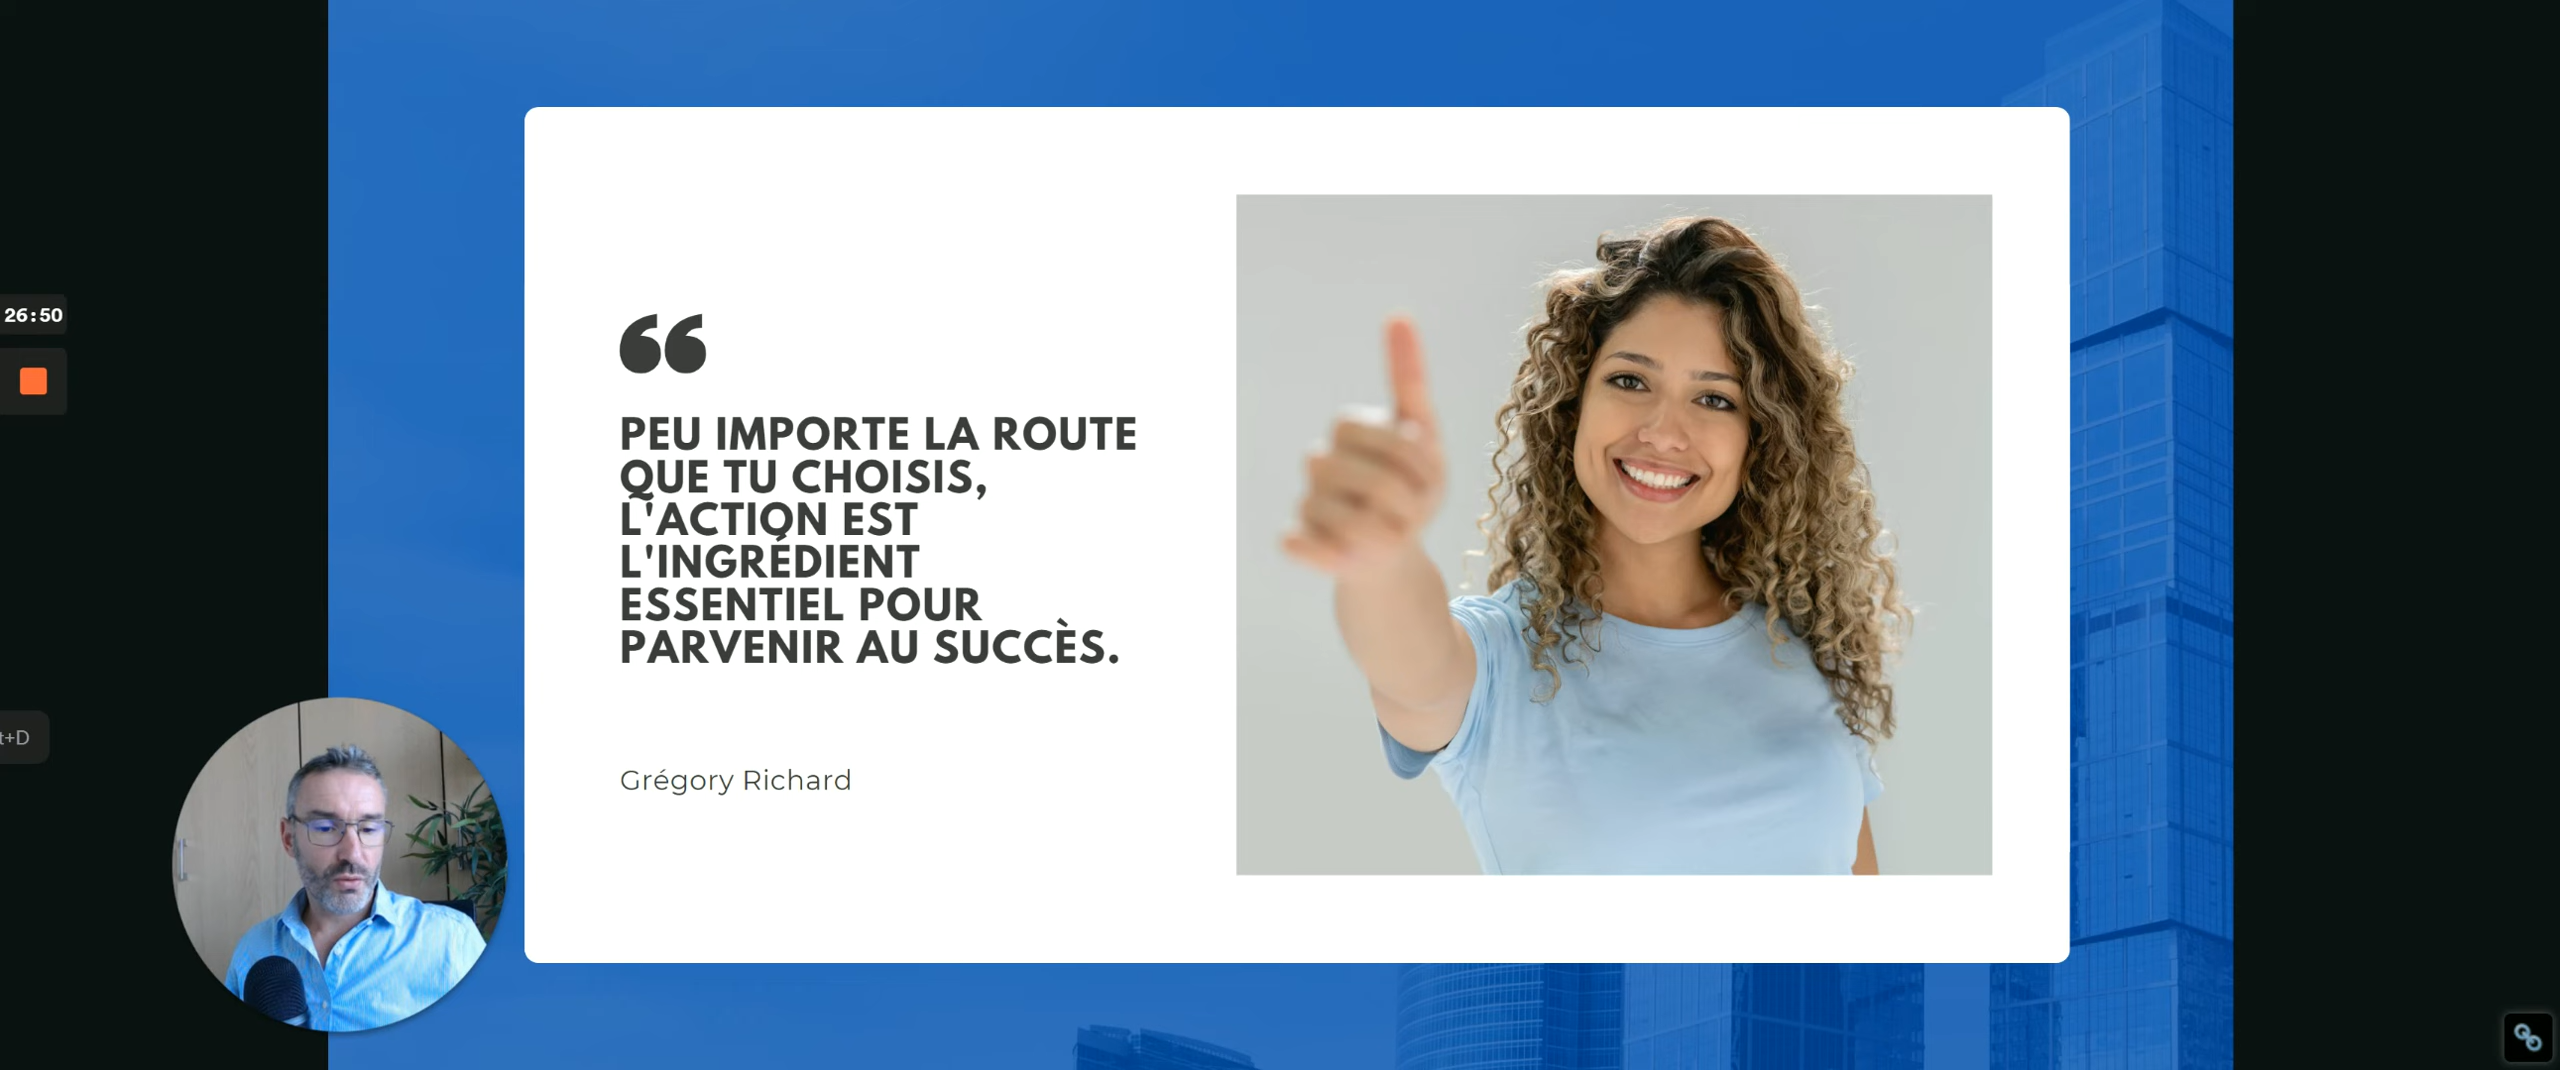 26:50
“
PEU IMPORTE LA ROUTE
QUE TU CHOISIS,
L'ACTION EST
L'INGRÉDIENT
ESSENTIEL POUR
PARVENIR AU SUCCÈS.
t+D
Grégory Richard